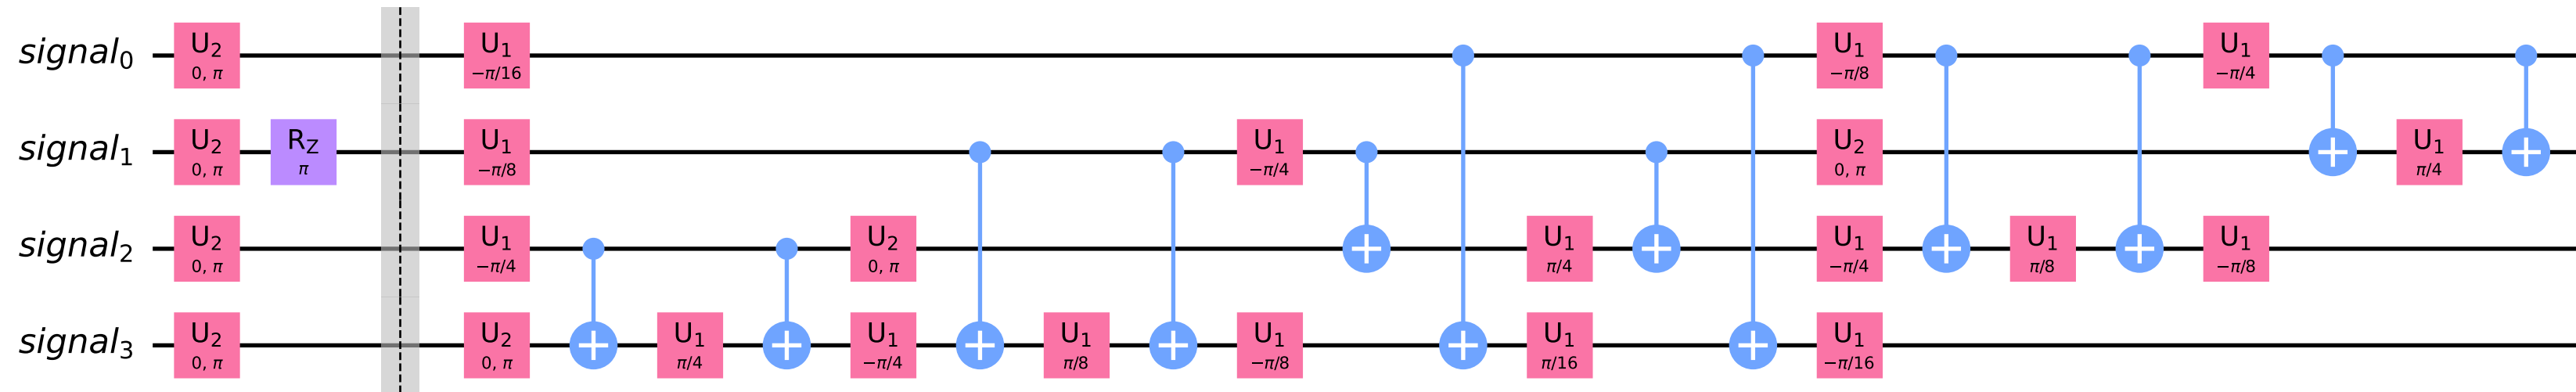 signal0 U2 0, π U1 −π/16 U1 −π/8 U1 −π/4
signal1 U2 0, π RZ π U1 −π/8 U1 −π/4 U2 0, π U1 π/4
signal2 U2 0, π U1 −π/4 U2 0, π U1 π/4 U1 −π/4 U1 π/8 U1 −π/8
signal3 U2 0, π U2 0, π U1 π/4 U1 −π/4 U1 π/8 U1 −π/8 U1 π/16 U1 −π/16